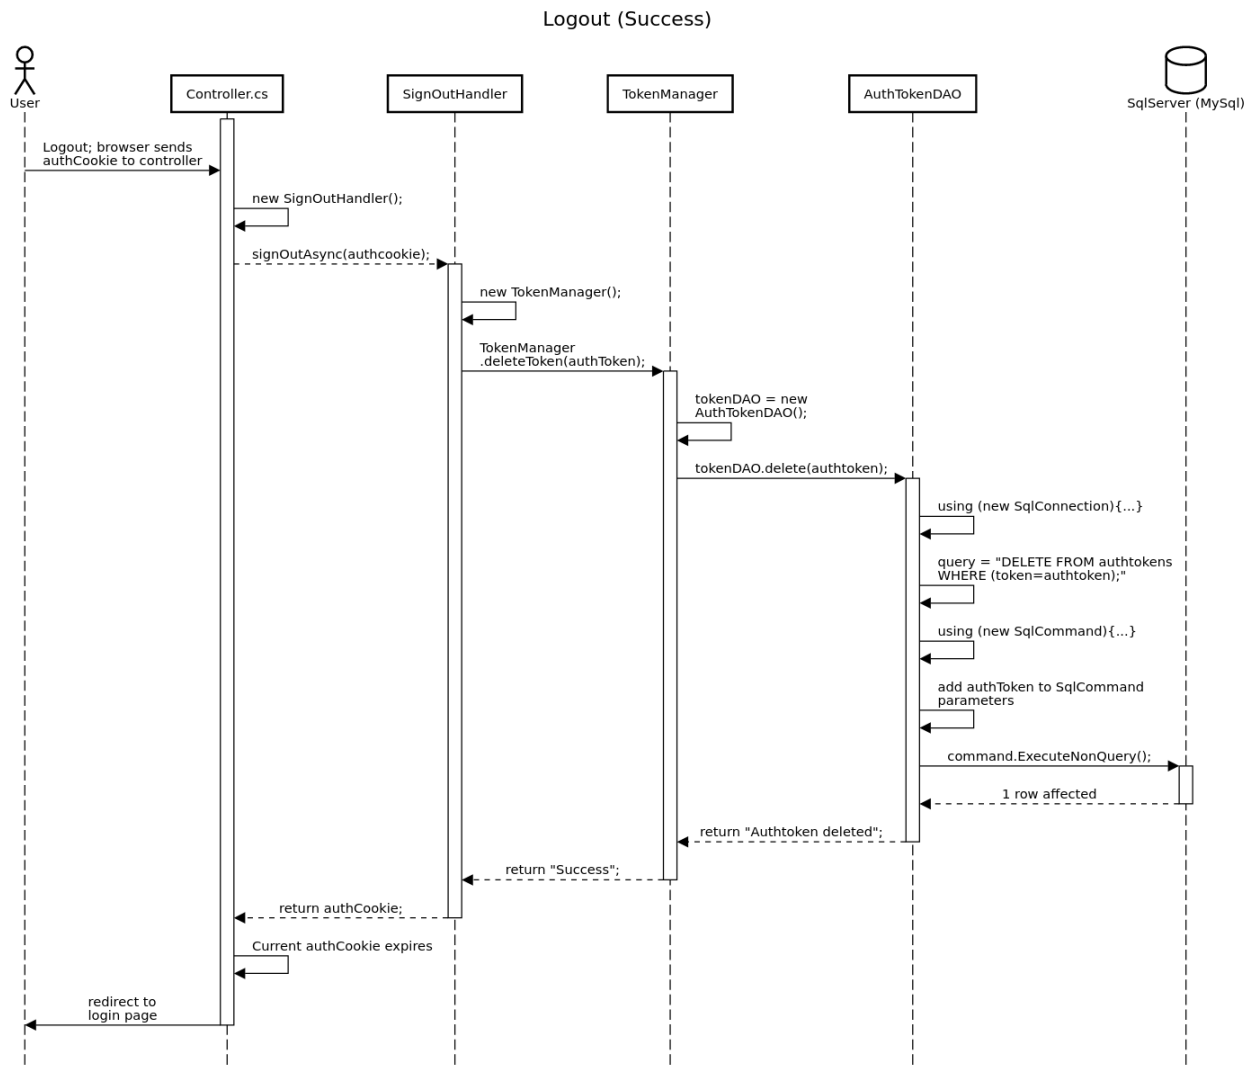 Logout (Success)
User
Controller.cs
SignOutHandler
TokenManager
AuthTokenDAO
SqlServer (MySql)
Logout; browser sends
authCookie to controller
new SignOutHandler();
signOutAsync(authcookie);
new TokenManager();
TokenManager
.deleteToken(authToken);
tokenDAO = new
AuthTokenDAO();
tokenDAO.delete(authtoken);
using (new SqlConnection){...}
query = "DELETE FROM authtokens
WHERE (token=authtoken);"
using (new SqlCommand){...}
add authToken to SqlCommand
parameters
command.ExecuteNonQuery();
1 row affected
return "Authtoken deleted";
return "Success";
return authCookie;
Current authCookie expires
redirect to
login page